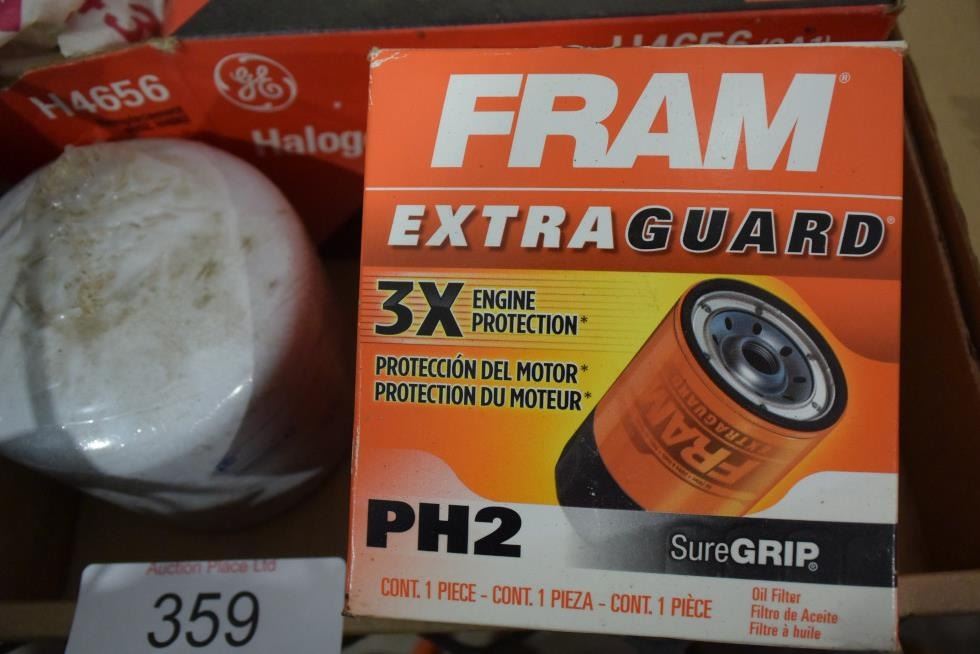 H4656
GE
Halog
H4656
FRAM®
EXTRAGUARD®
3X ENGINE
PROTECTION*
PROTECCIÓN DEL MOTOR*
PROTECTION DU MOTEUR*
FRAM
EXTRAGUARD
PH2
SureGRIP®
CONT. 1 PIECE - CONT. 1 PIEZA - CONT. 1 PIÈCE
Oil Filter
Filtro de Aceite
Filtre à huile
Auction Place Ltd
359